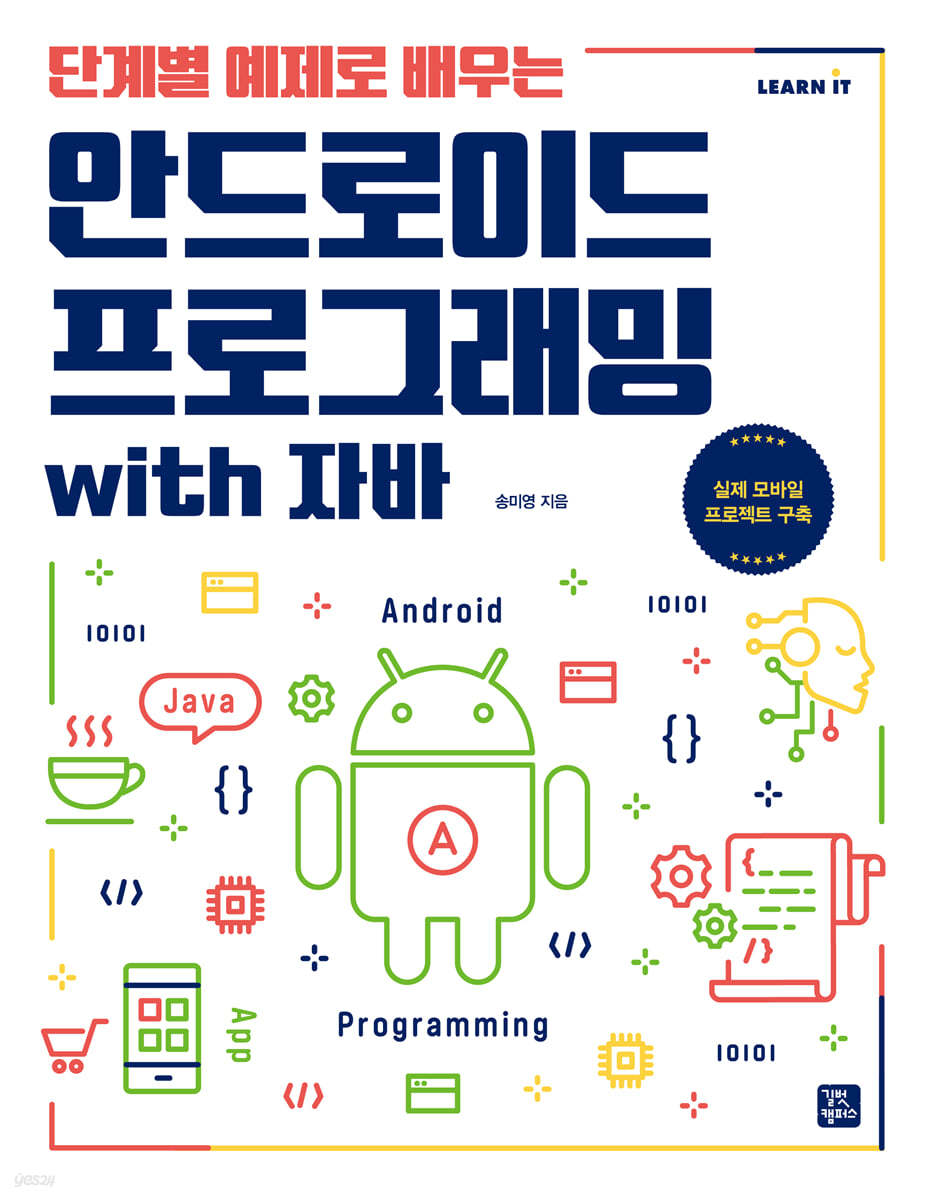 단계별 예제로 배우는
LEARN iT
안드로이드
프로그래밍
with 자바
송미영 지음
실제 모바일
프로젝트 구축
Android
10101
10101
Java
{ }
{ }
A
{
</>
</>
/}
App
Programming
10101
</>
길벗
캠퍼스
yes24